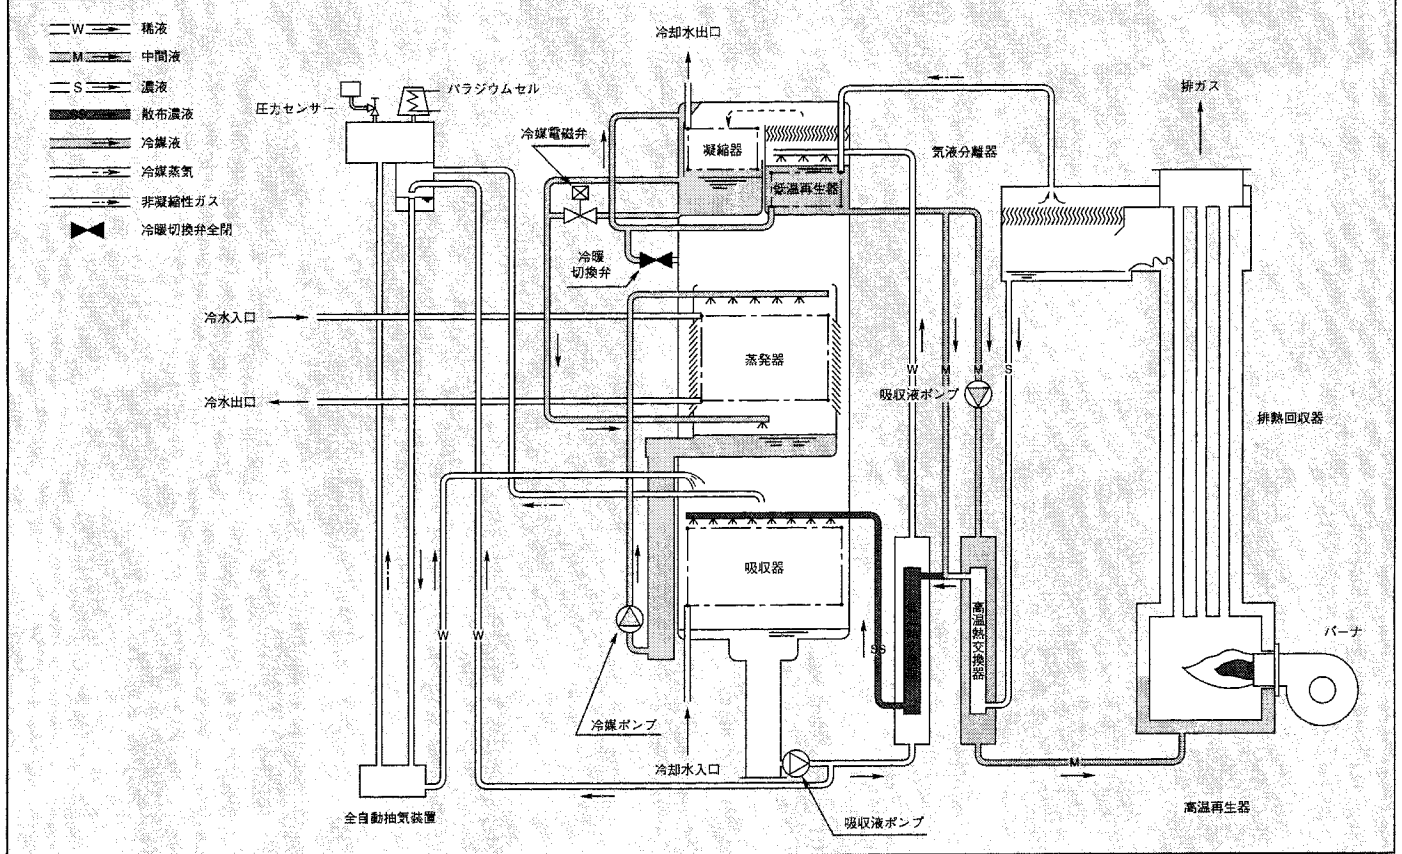 W 稀液
M 中間液
S 濃液
散布濃液
冷媒液
冷媒蒸気
非凝縮性ガス
冷暖切換弁全閉
圧力センサー
パラジウムセル
冷却水出口
冷媒電磁弁
凝縮器
低温再生器
気液分離器
排ガス
冷暖
切換弁
冷水入口
蒸発器
冷水出口
W
M
M
S
吸収液ポンプ
排熱回収器
吸収器
高温熱交換器
W
W
SS
バーナ
冷媒ポンプ
冷却水入口
M
全自動抽気装置
吸収液ポンプ
高温再生器